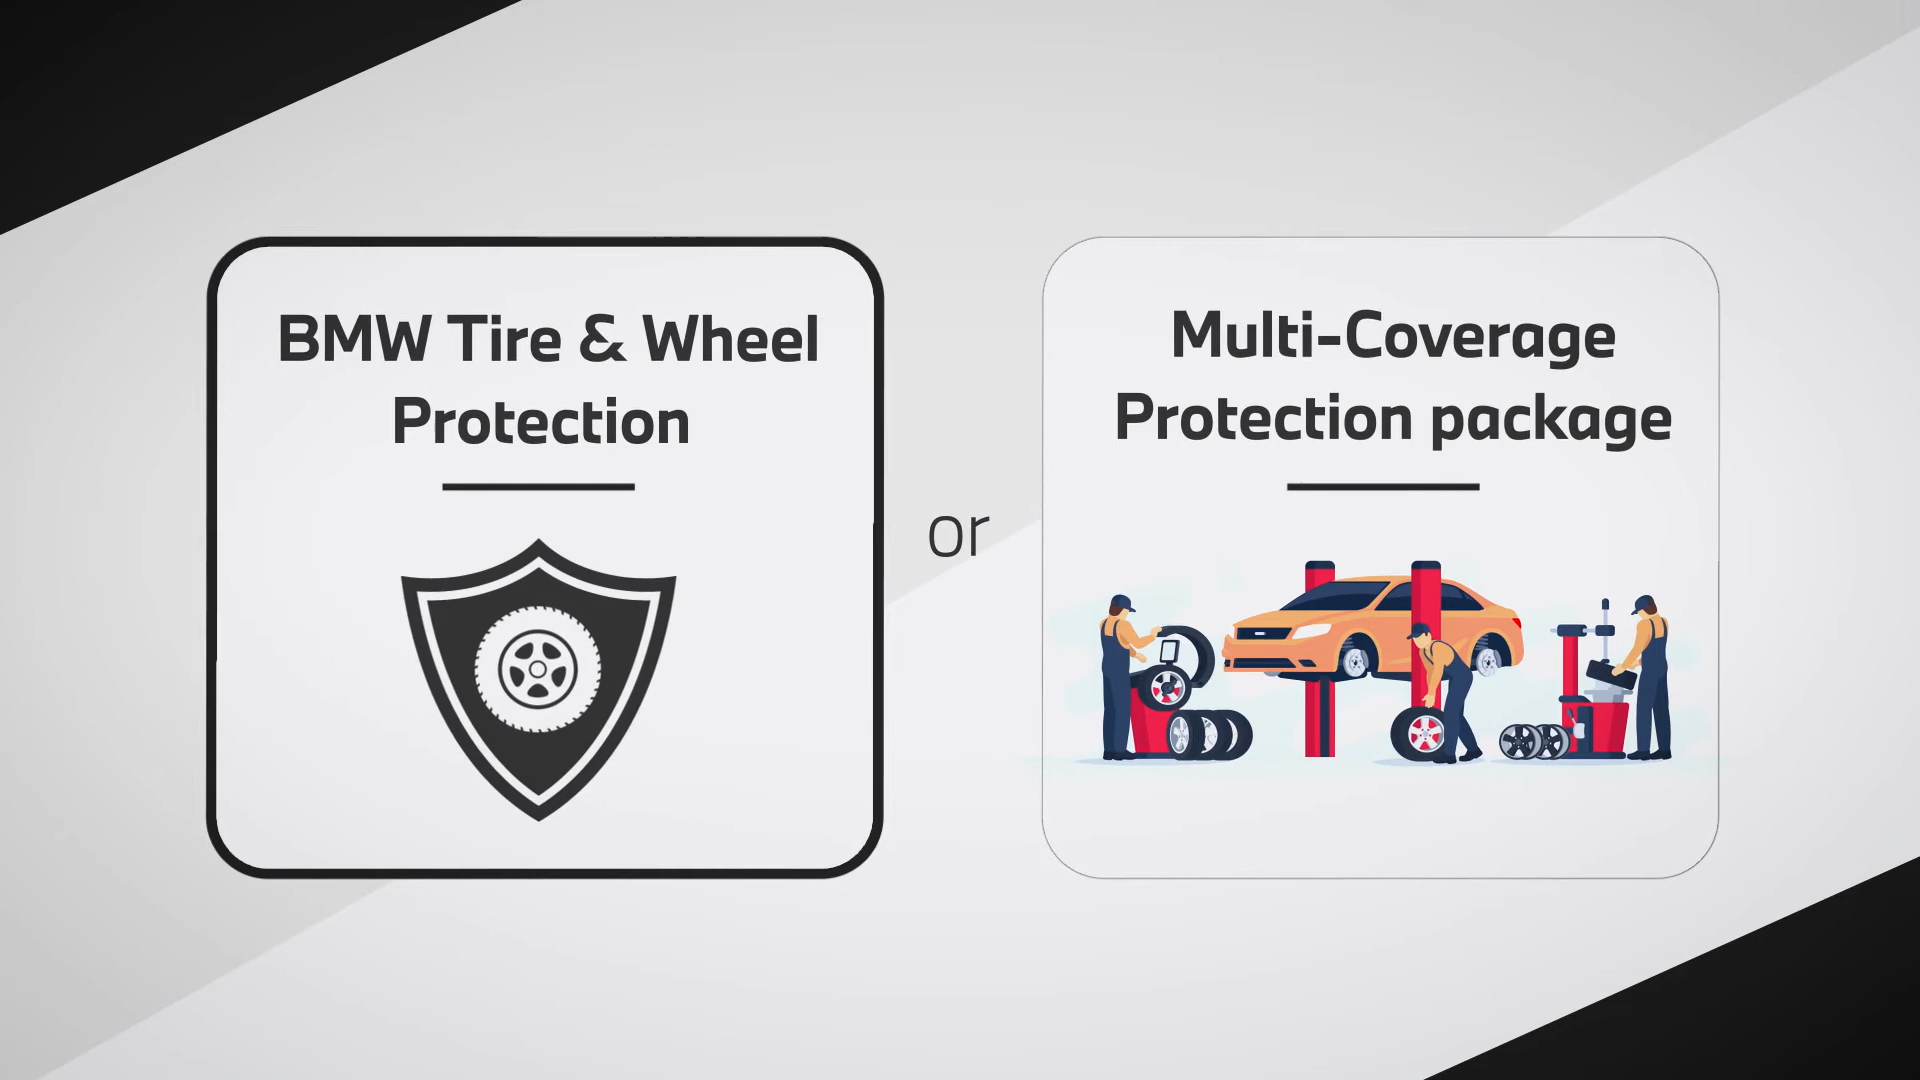 BMW Tire & Wheel
Protection
or
Multi-Coverage
Protection package